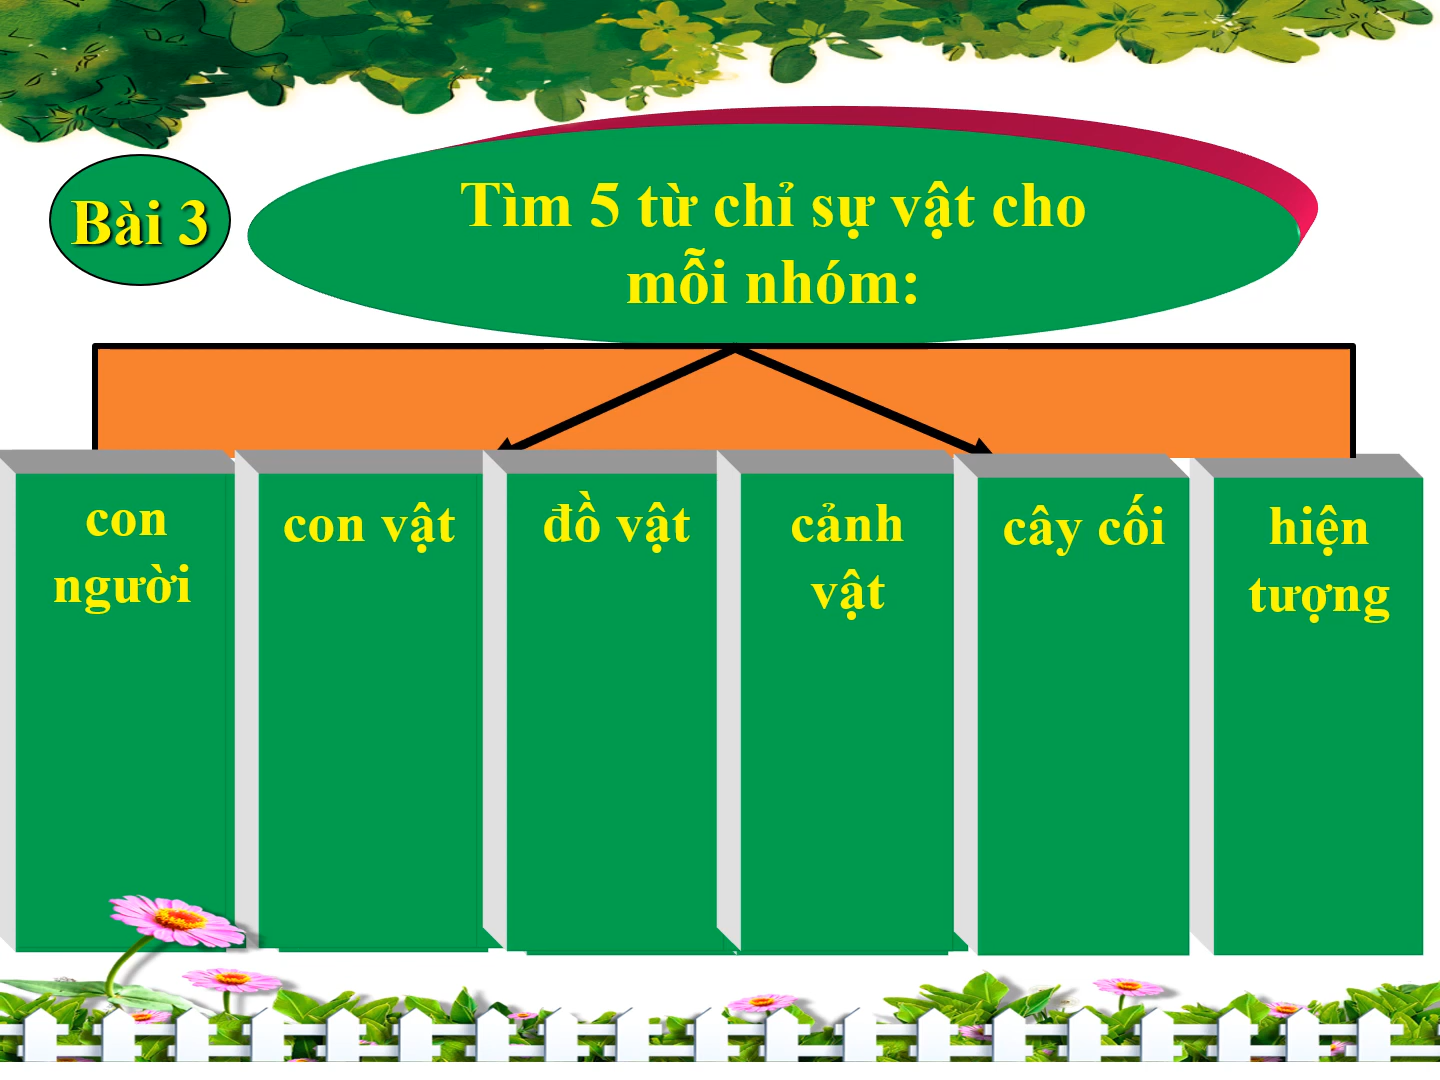 Bài 3
Tìm 5 từ chỉ sự vật cho
mỗi nhóm:
con
người
con vật
đồ vật
cảnh
vật
cây cối
hiện
tượng